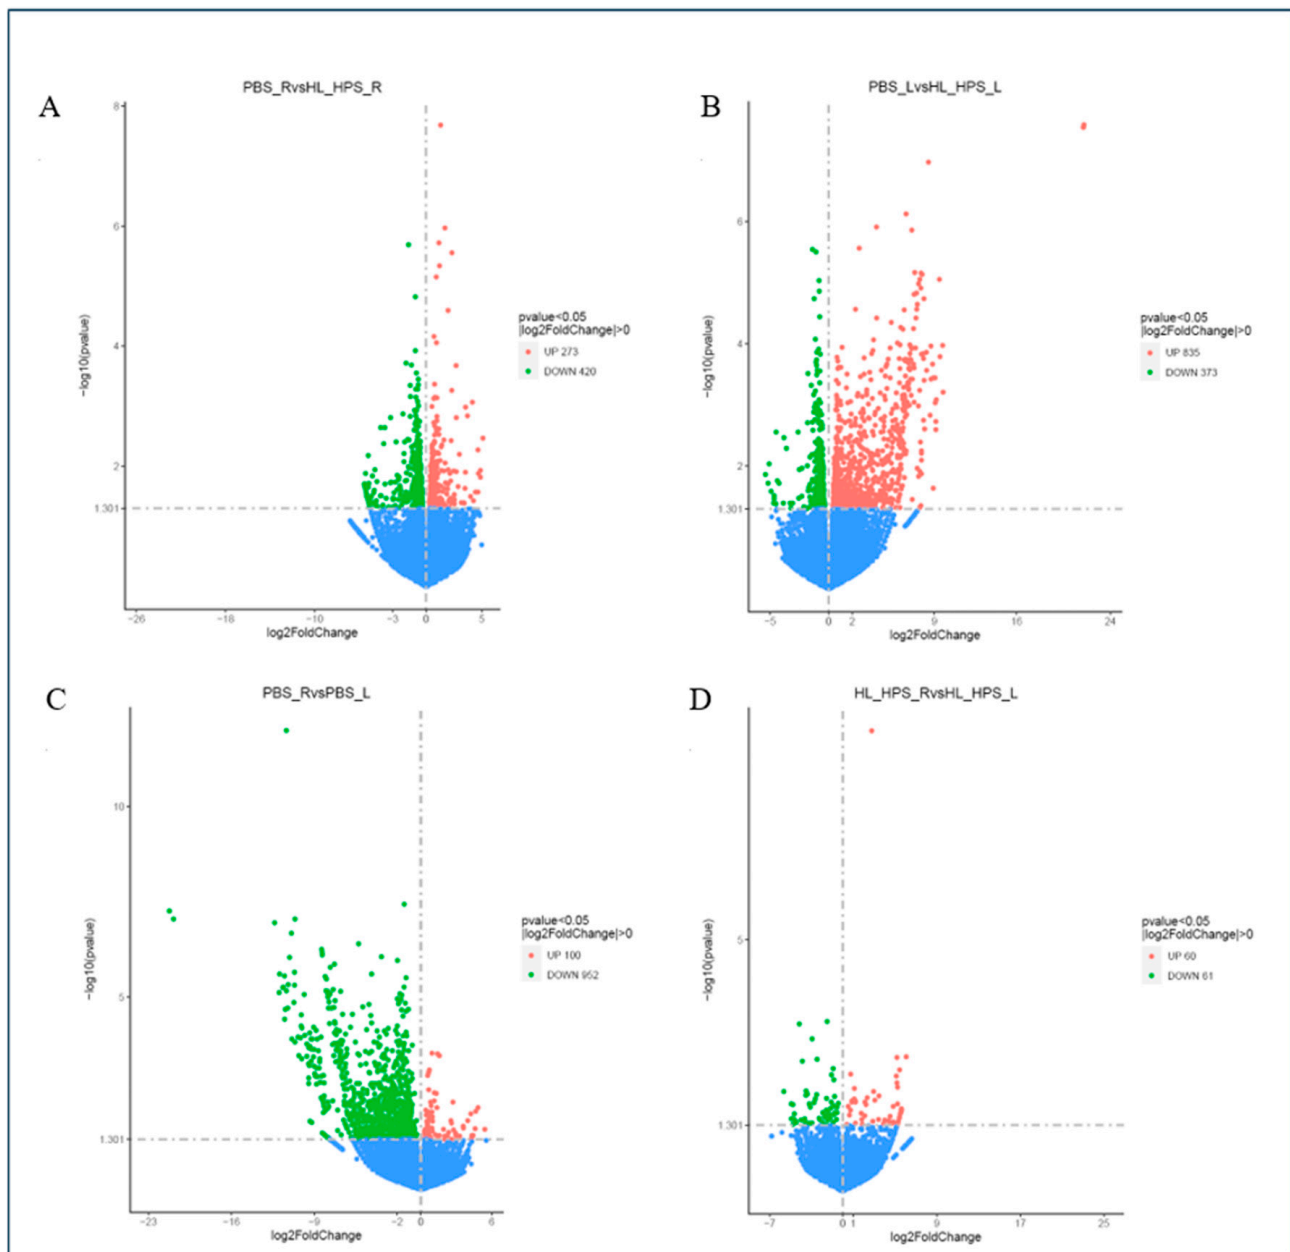 A
PBS_RvsHL_HPS_R
8
6
4
2
1.301
-log10(pvalue)
-26
-18
-10
-3
0
5
log2FoldChange
pvalue<0.05
|log2FoldChange|>0
UP 273
DOWN 420
B
PBS_LvsHL_HPS_L
6
4
2
1.301
-log10(pvalue)
-5
0
2
9
16
24
log2FoldChange
pvalue<0.05
|log2FoldChange|>0
UP 835
DOWN 373
C
PBS_RvsPBS_L
10
5
1.301
-log10(pvalue)
-23
-16
-9
-2
0
6
log2FoldChange
pvalue<0.05
|log2FoldChange|>0
UP 100
DOWN 952
D
HL_HPS_RvsHL_HPS_L
5
1.301
-log10(pvalue)
-7
0
1
9
17
25
log2FoldChange
pvalue<0.05
|log2FoldChange|>0
UP 60
DOWN 61